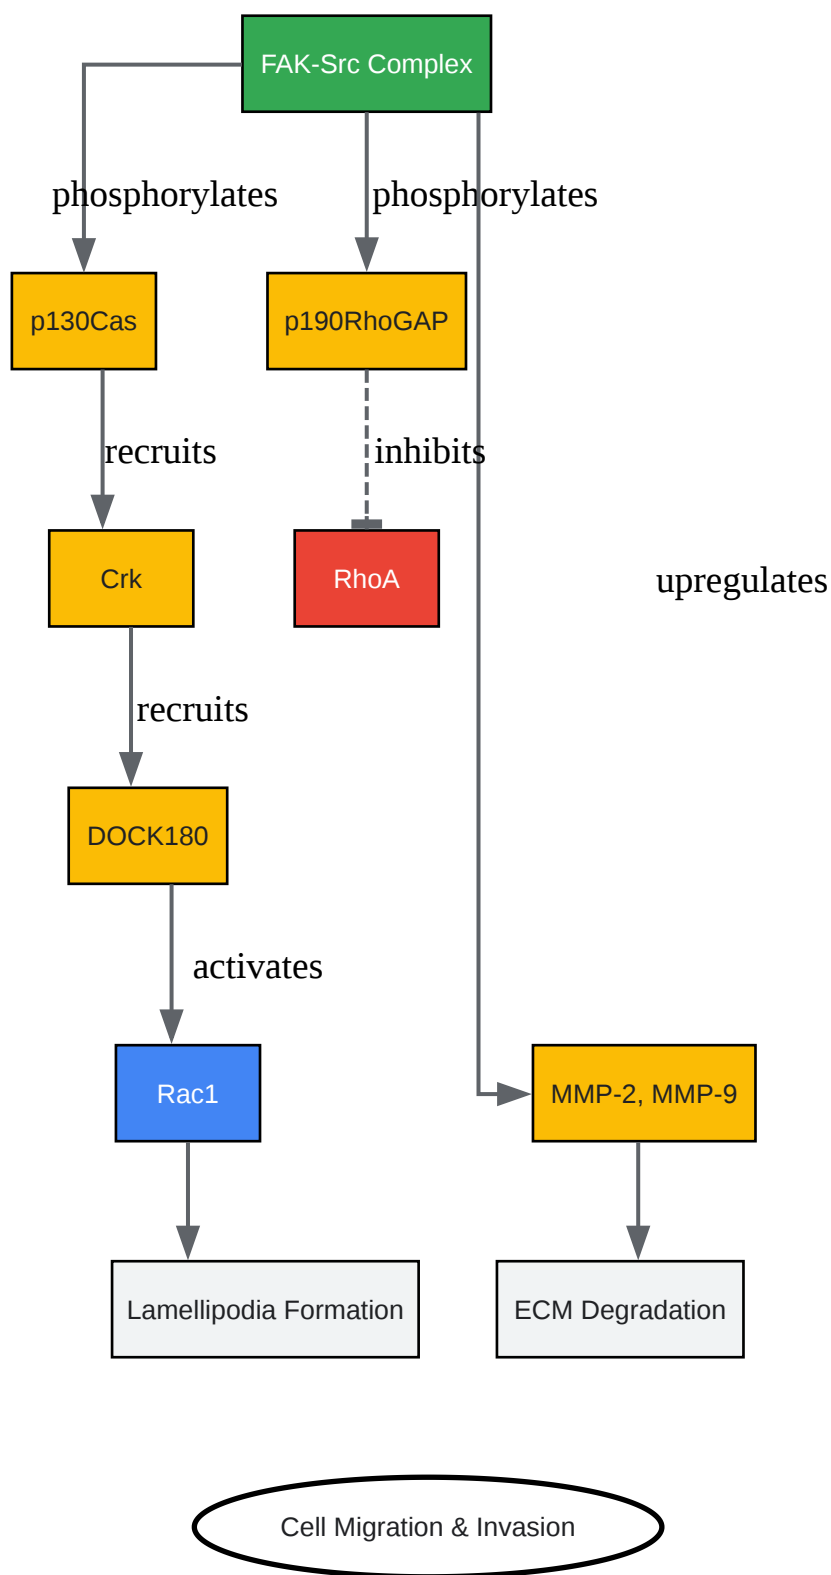 FAK-Src Complex
phosphorylates
phosphorylates
p130Cas
p190RhoGAP
recruits
inhibits
Crk
RhoA
upregulates
recruits
DOCK180
activates
Rac1
MMP-2, MMP-9
Lamellipodia Formation
ECM Degradation
Cell Migration & Invasion